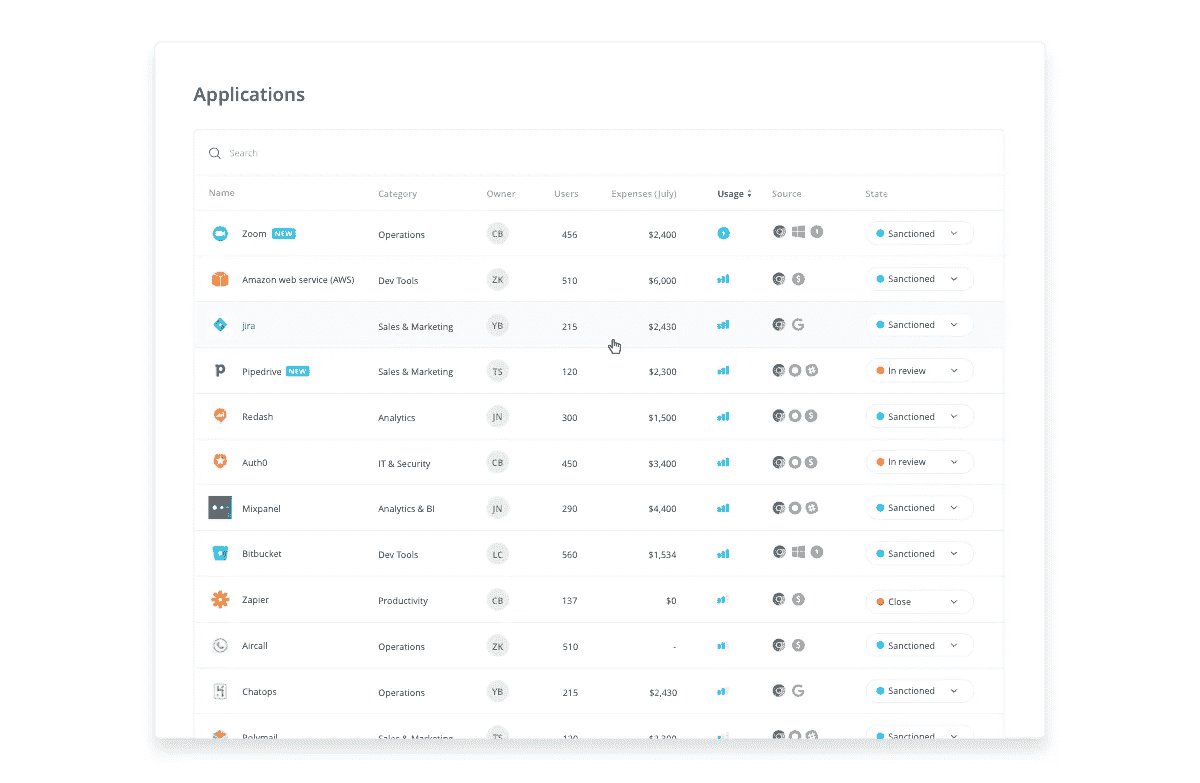 Applications
Search
Name Category Owner Users Expenses (July) Usage Source State
Zoom NEW Operations CB 456 $2,400 Sanctioned
Amazon web service (AWS) Dev Tools ZK 510 $6,000 Sanctioned
Jira Sales & Marketing YB 215 $2,430 Sanctioned
Pipedrive NEW Sales & Marketing TS 120 $2,300 In review
Redash Analytics JN 300 $1,500 Sanctioned
Auth0 IT & Security CB 450 $3,400 In review
Mixpanel Analytics & BI JN 290 $4,400 Sanctioned
Bitbucket Dev Tools LC 560 $1,534 Sanctioned
Zapier Productivity CB 137 $0 Close
Aircall Operations ZK 510 - Sanctioned
Chatops Operations YB 215 $2,430 Sanctioned
Polymail Sales & Marketing TS 120 $2,300 Sanctioned